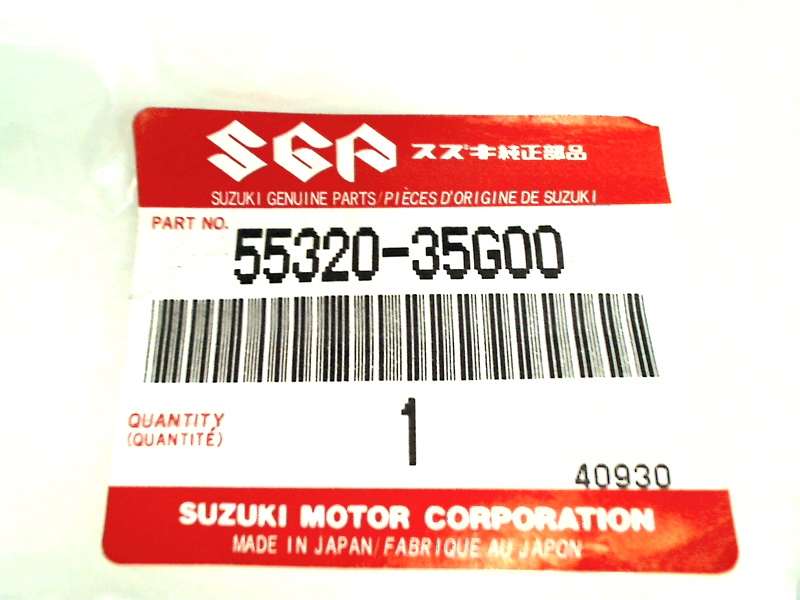 SGP スズキ純正部品
SUZUKI GENUINE PARTS/PIÈCES D'ORIGINE DE SUZUKI
PART NO.
55320-35G00
QUANTITY
(QUANTITÉ)
1
40930
SUZUKI MOTOR CORPORATION
MADE IN JAPAN/FABRIQUE AU JAPON